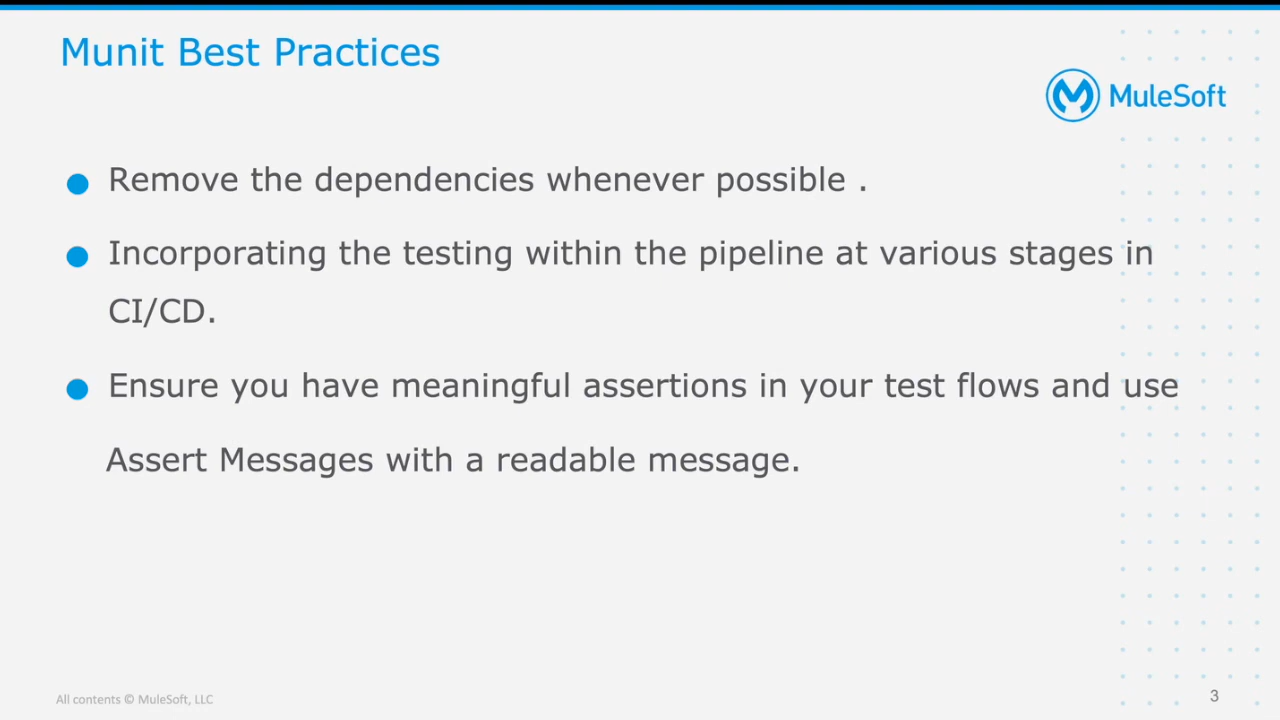 Munit Best Practices
MuleSoft
Remove the dependencies whenever possible .
Incorporating the testing within the pipeline at various stages in
CI/CD.
Ensure you have meaningful assertions in your test flows and use
Assert Messages with a readable message.
All contents © MuleSoft, LLC
3